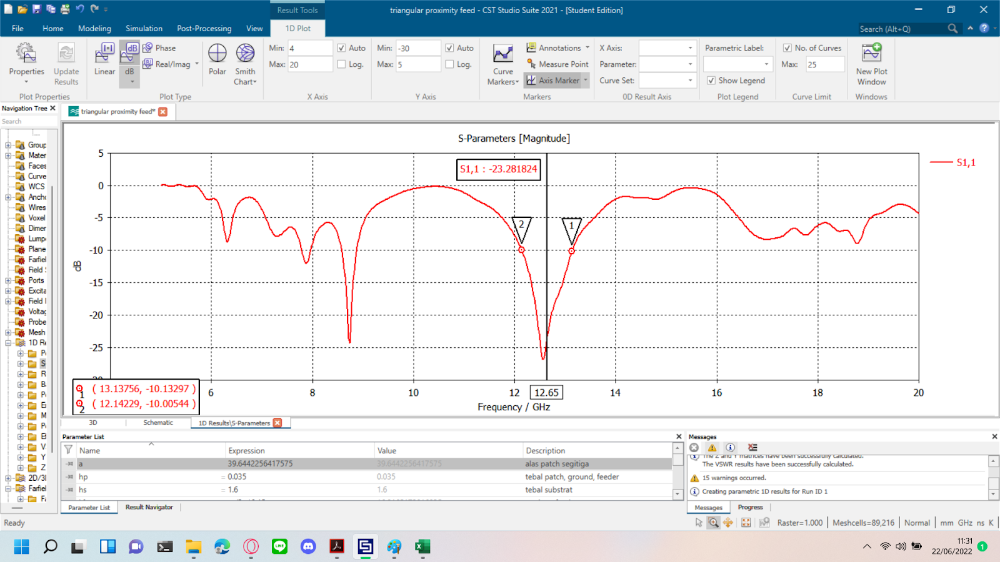 Result Tools
triangular proximity feed - CST Studio Suite 2021 - [Student Edition]
File Home Modeling Simulation Post-Processing View 1D Plot
Search (Alt+Q)
Properties
Update Results
Plot Properties
Linear
dB
Phase
Real/Imag
Polar
Smith Chart
Plot Type
Min: 4 Auto
Max: 20 Log.
X Axis
Min: -30 Auto
Max: 5 Log.
Y Axis
Curve Markers
Annotations
Measure Point
Axis Marker
Markers
X Axis:
Parameter:
Curve Set:
0D Result Axis
Parametric Label:
Show Legend
Plot Legend
No. of Curves
Max: 25
Curve Limit
New Plot Window
Windows
Navigation Tree
Search
Group
Mater
Faces
Curve
WCS
Ancho
Wires
Voxel
Dimer
Lump
Plane
Farfie
Field S
Ports
Excita
Field I
Voltag
Probe
Mesh
1D Re
S
R
Ba
En
M
Ef
V
Y
Z
2D/3
Farfiel
Fa
triangular proximity feed*
S-Parameters [Magnitude]
S1,1 : -23.281824
S1,1
5
0
-5
-10
-15
-20
-25
dB
2
1
1 ( 13.13756, -10.13297 )
2 ( 12.14229, -10.00544 )
6 8 10 12 12.65 14 16 18 20
Frequency / GHz
3D Schematic 1D Results\S-Parameters
Parameter List
Name Expression Value Description
a 39.6442256417575 39.6442256417575 alas patch segitiga
hp = 0.035 0.035 tebal patch, ground, feeder
hs = 1.6 1.6 tebal substrat
Parameter List Result Navigator
Messages
The Z and Y matrices have been successfully calculated.
The VSWR results have been successfully calculated.
15 warnings occurred.
Creating parametric 1D results for Run ID 1
Messages Progress
Ready
Raster=1.000 Meshcells=89,216 Normal mm GHz ns K
LINE
11:31
22/06/2022
1